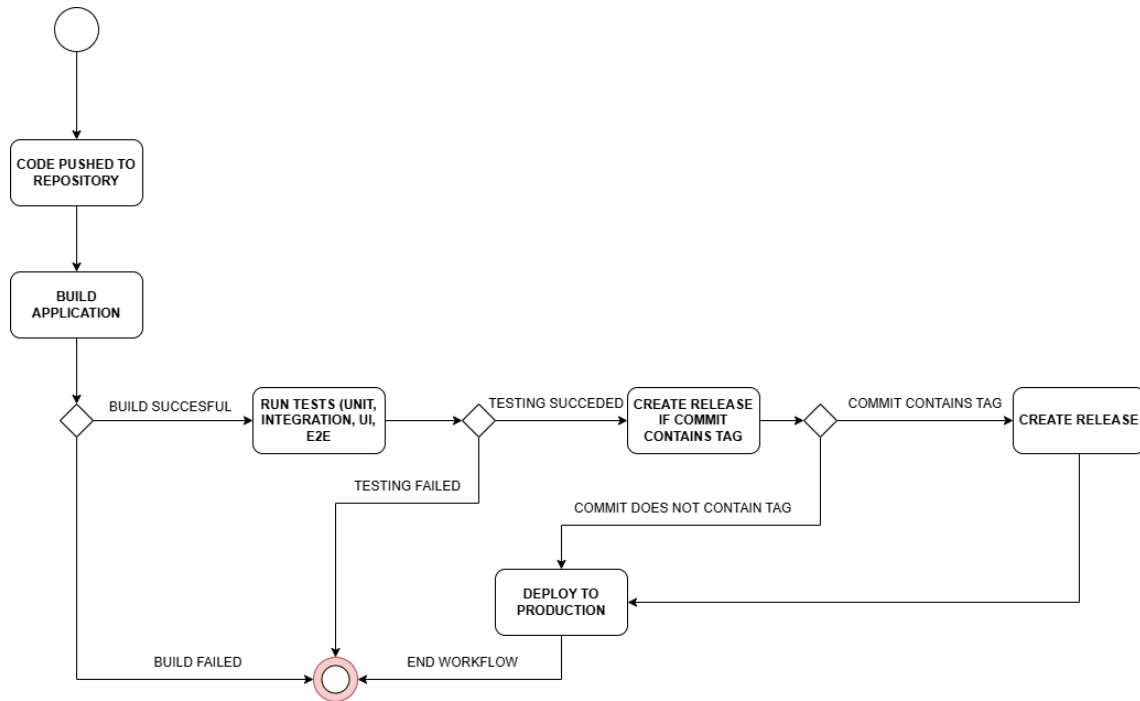 CODE PUSHED TO
REPOSITORY
BUILD
APPLICATION
BUILD SUCCESFUL
RUN TESTS (UNIT,
INTEGRATION, UI,
E2E
TESTING SUCCEDED
CREATE RELEASE
IF COMMIT
CONTAINS TAG
COMMIT CONTAINS TAG
CREATE RELEASE
TESTING FAILED
COMMIT DOES NOT CONTAIN TAG
DEPLOY TO
PRODUCTION
BUILD FAILED
END WORKFLOW